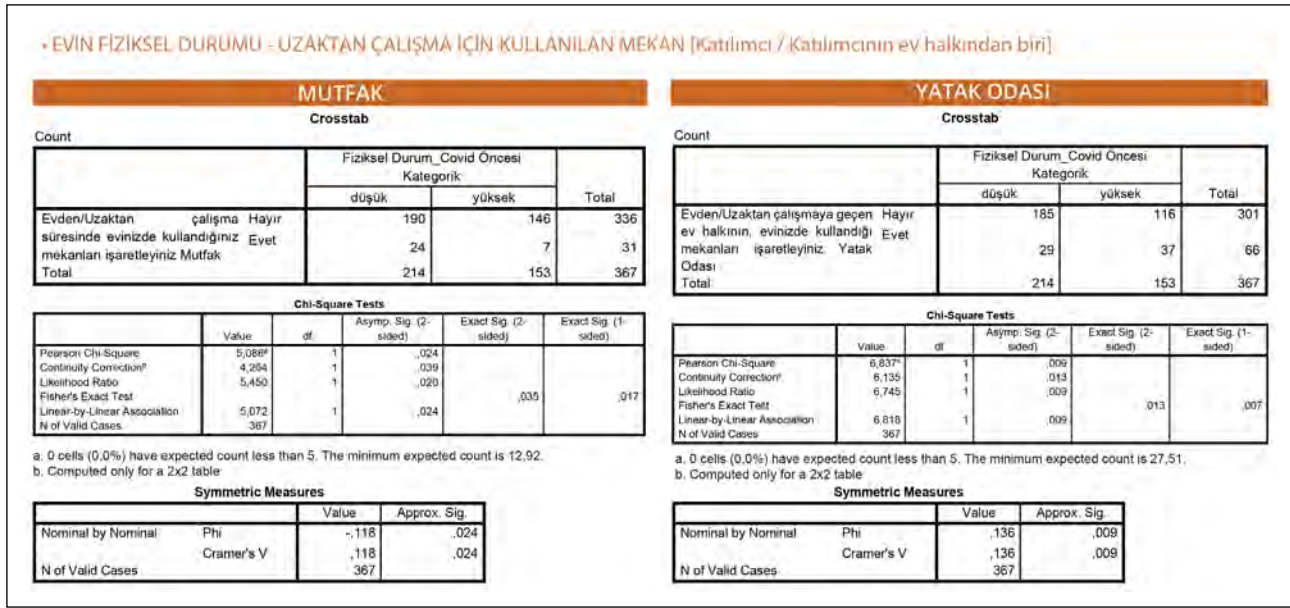 • EVİN FİZİKSEL DURUMU - UZAKTAN ÇALIŞMA İÇİN KULLANILAN MEKAN [Katılımcı / Katılımcının ev halkından biri]
MUTFAK
Crosstab
Count
Fiziksel Durum_Covid Öncesi
Kategorik
düşük yüksek Total
Evden/Uzaktan çalışma Hayır 190 146 336
süresinde evinizde kullandığınız Evet 24 7 31
mekanları işaretleyiniz Mutfak
Total 214 153 367
Chi-Square Tests
Value df Asymp. Sig. (2-sided) Exact Sig. (2-sided) Exact Sig. (1-sided)
Pearson Chi-Square 5,086a 1 ,024
Continuity Correctionb 4,264 1 ,039
Likelihood Ratio 5,450 1 ,020
Fisher's Exact Test ,035 ,017
Linear-by-Linear Association 5,072 1 ,024
N of Valid Cases 367
a. 0 cells (0,0%) have expected count less than 5. The minimum expected count is 12,92.
b. Computed only for a 2x2 table
Symmetric Measures
Value Approx. Sig.
Nominal by Nominal Phi -,118 ,024
Cramer's V ,118 ,024
N of Valid Cases 367
YATAK ODASI
Crosstab
Count
Fiziksel Durum_Covid Öncesi
Kategorik
düşük yüksek Total
Evden/Uzaktan çalışmaya geçen Hayır 185 116 301
ev halkının, evinizde kullandığı Evet 29 37 66
mekanları işaretleyiniz. Yatak
Odası
Total 214 153 367
Chi-Square Tests
Value df Asymp. Sig. (2-sided) Exact Sig. (2-sided) Exact Sig. (1-sided)
Pearson Chi-Square 6,837a 1 ,009
Continuity Correctionb 6,135 1 ,013
Likelihood Ratio 6,745 1 ,009
Fisher's Exact Test ,013 ,007
Linear-by-Linear Association 6,818 1 ,009
N of Valid Cases 367
a. 0 cells (0,0%) have expected count less than 5. The minimum expected count is 27,51.
b. Computed only for a 2x2 table
Symmetric Measures
Value Approx. Sig.
Nominal by Nominal Phi ,136 ,009
Cramer's V ,136 ,009
N of Valid Cases 367